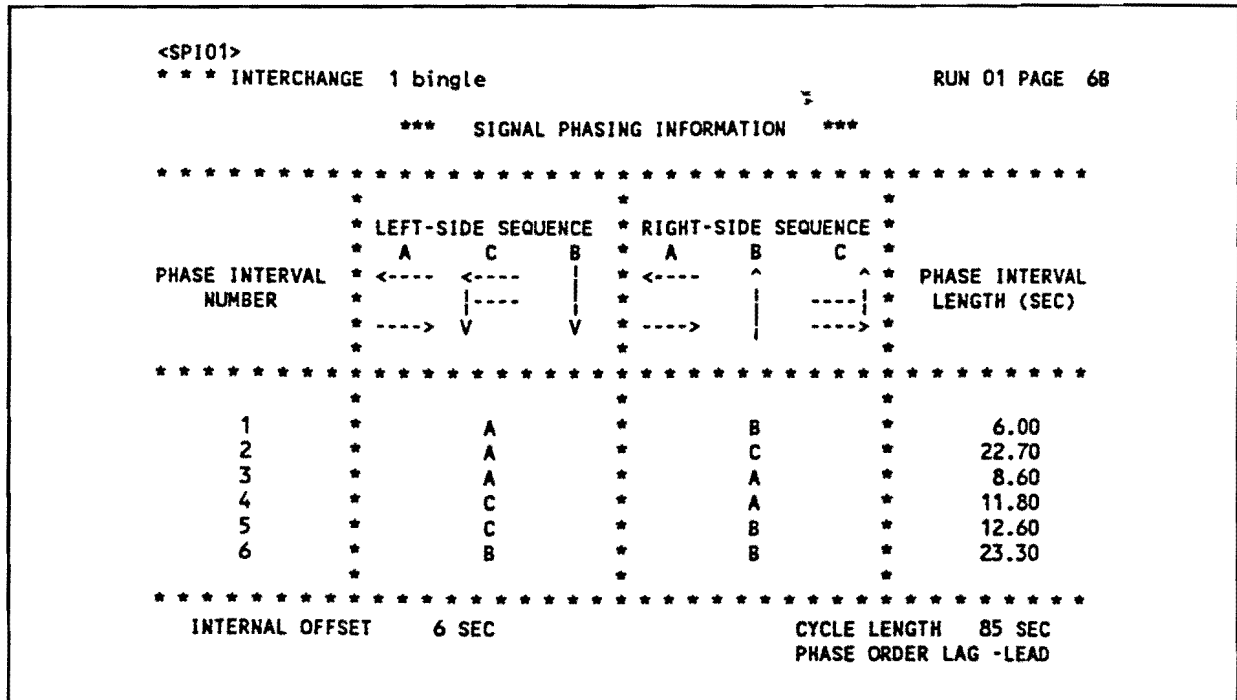 <SPI01>
* * * INTERCHANGE 1 bingle RUN 01 PAGE 6B
*** SIGNAL PHASING INFORMATION ***
* * * * * * * * * * * * * * * * * * * * * * * * * * * * * * * * * * * * * * *
* * *
* LEFT-SIDE SEQUENCE * RIGHT-SIDE SEQUENCE *
* A C B * A B C *
PHASE INTERVAL * <---- <---- | * <---- ^ ^ * PHASE INTERVAL
NUMBER * |---- | * | ----| * LENGTH (SEC)
* ----> V V * ----> | ----> *
* * *
* * * * * * * * * * * * * * * * * * * * * * * * * * * * * * * * * * * * * * *
* * *
1 * A * B * 6.00
2 * A * C * 22.70
3 * A * A * 8.60
4 * C * A * 11.80
5 * C * B * 12.60
6 * B * B * 23.30
* * *
* * * * * * * * * * * * * * * * * * * * * * * * * * * * * * * * * * * * * * *
INTERNAL OFFSET 6 SEC CYCLE LENGTH 85 SEC
PHASE ORDER LAG -LEAD